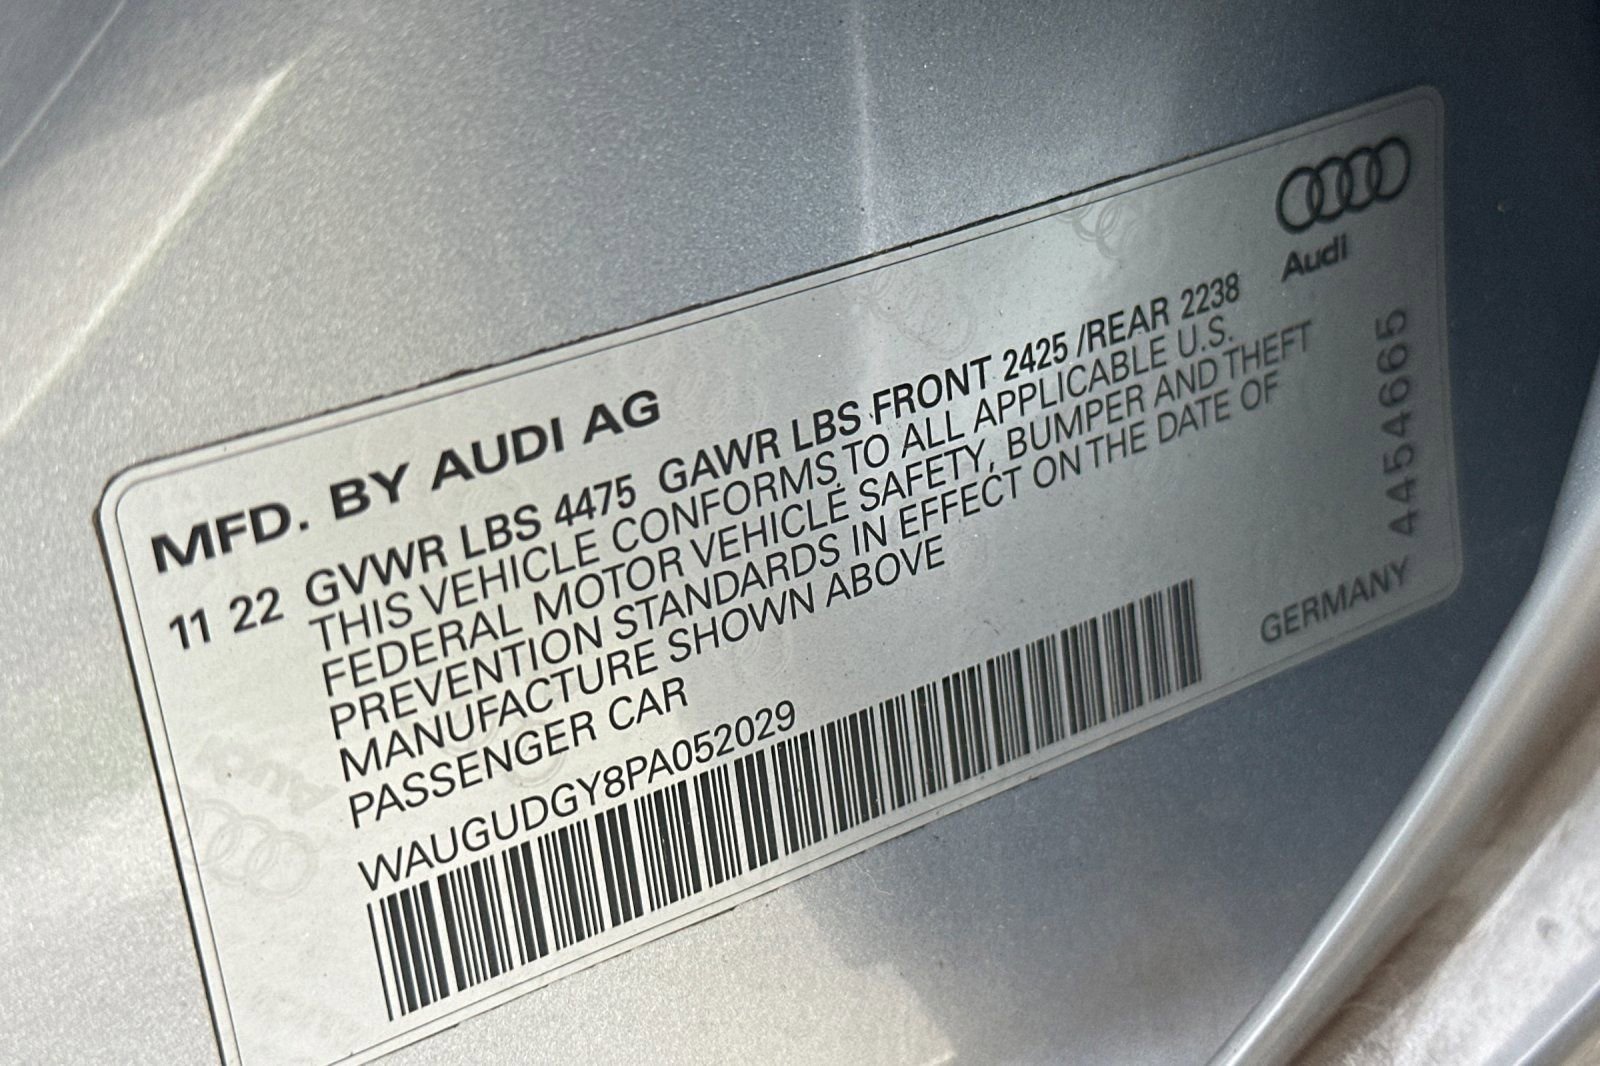 Audi
MFD. BY AUDI AG
11 22 GVWR LBS 4475 GAWR LBS FRONT 2425 /REAR 2238
THIS VEHICLE CONFORMS TO ALL APPLICABLE U.S.
FEDERAL MOTOR VEHICLE SAFETY, BUMPER AND THEFT
PREVENTION STANDARDS IN EFFECT ON THE DATE OF
MANUFACTURE SHOWN ABOVE
PASSENGER CAR
WAUGUDGY8PA052029
GERMANY 4454665
Audi